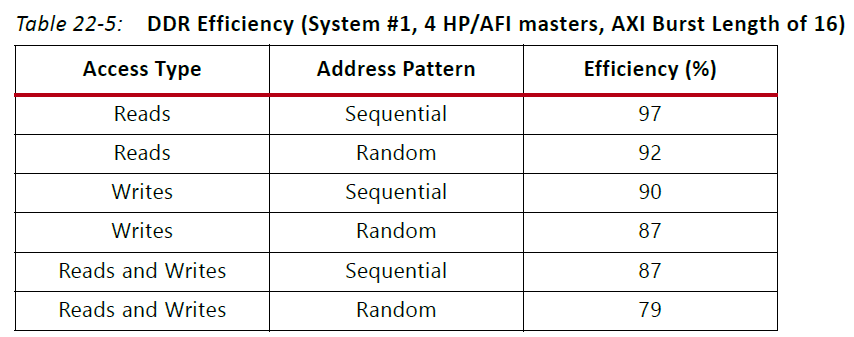 Table 22-5: DDR Efficiency (System #1, 4 HP/AFI masters, AXI Burst Length of 16)
Access Type Address Pattern Efficiency (%)
Reads Sequential 97
Reads Random 92
Writes Sequential 90
Writes Random 87
Reads and Writes Sequential 87
Reads and Writes Random 79